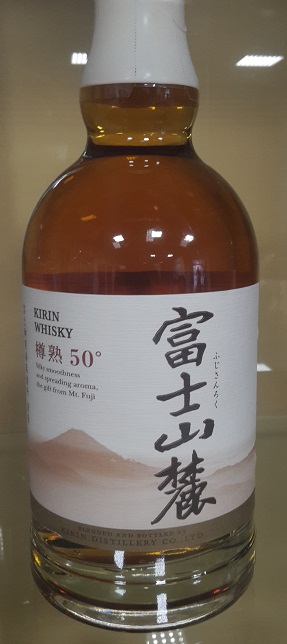 KIRIN
WHISKY
樽熟 50°
Silky smoothness
and spreading aroma,
the gift from Mt. Fuji
富士山麓
ふじさんろく
BLENDED AND BOTTLED BY
KIRIN DISTILLERY CO., LTD.